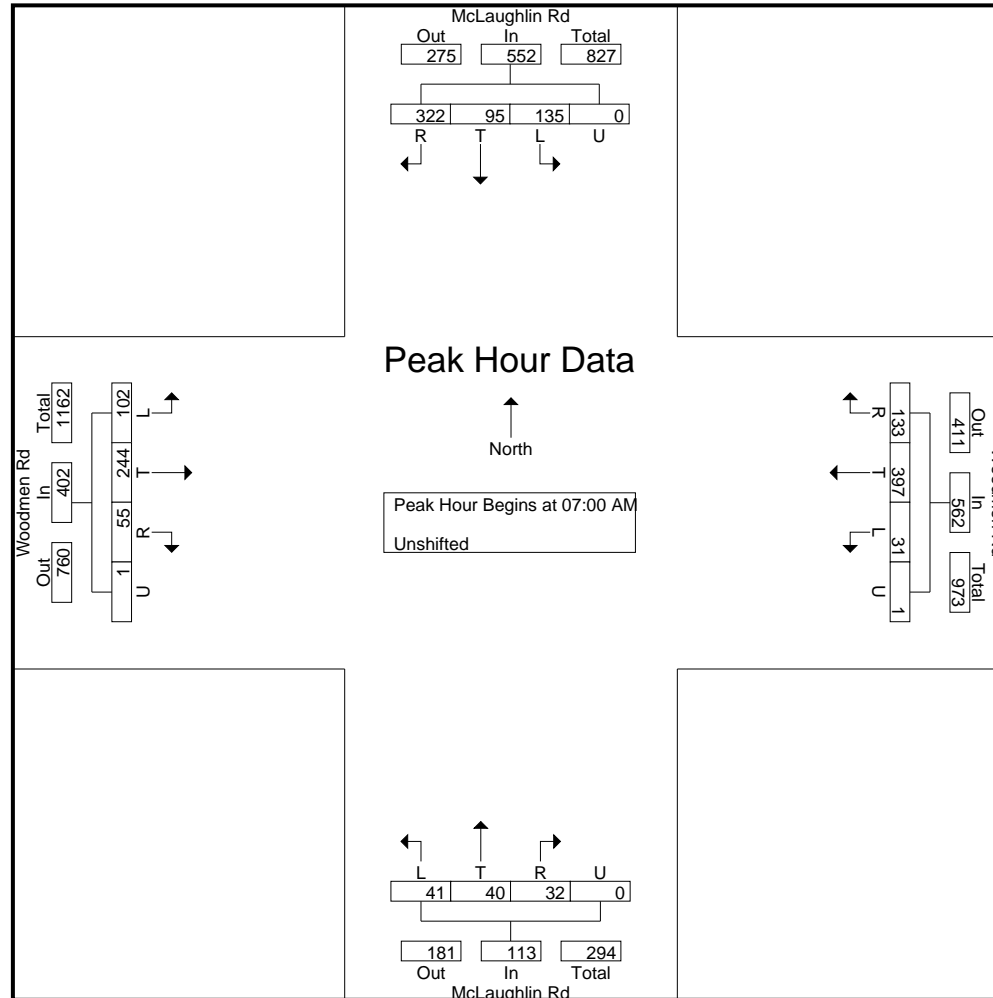 McLaughlin Rd
Out In Total
275 552 827
322 95 135 0
R T L U
Peak Hour Data
North
Peak Hour Begins at 07:00 AM
Unshifted
Woodmen Rd
Total In Out
1162 402 760
102 244 55 1
L T R U
R T L U
133 397 31 1
Out In Total
411 562 973
L T R U
41 40 32 0
181 113 294
Out In Total
McLaughlin Rd